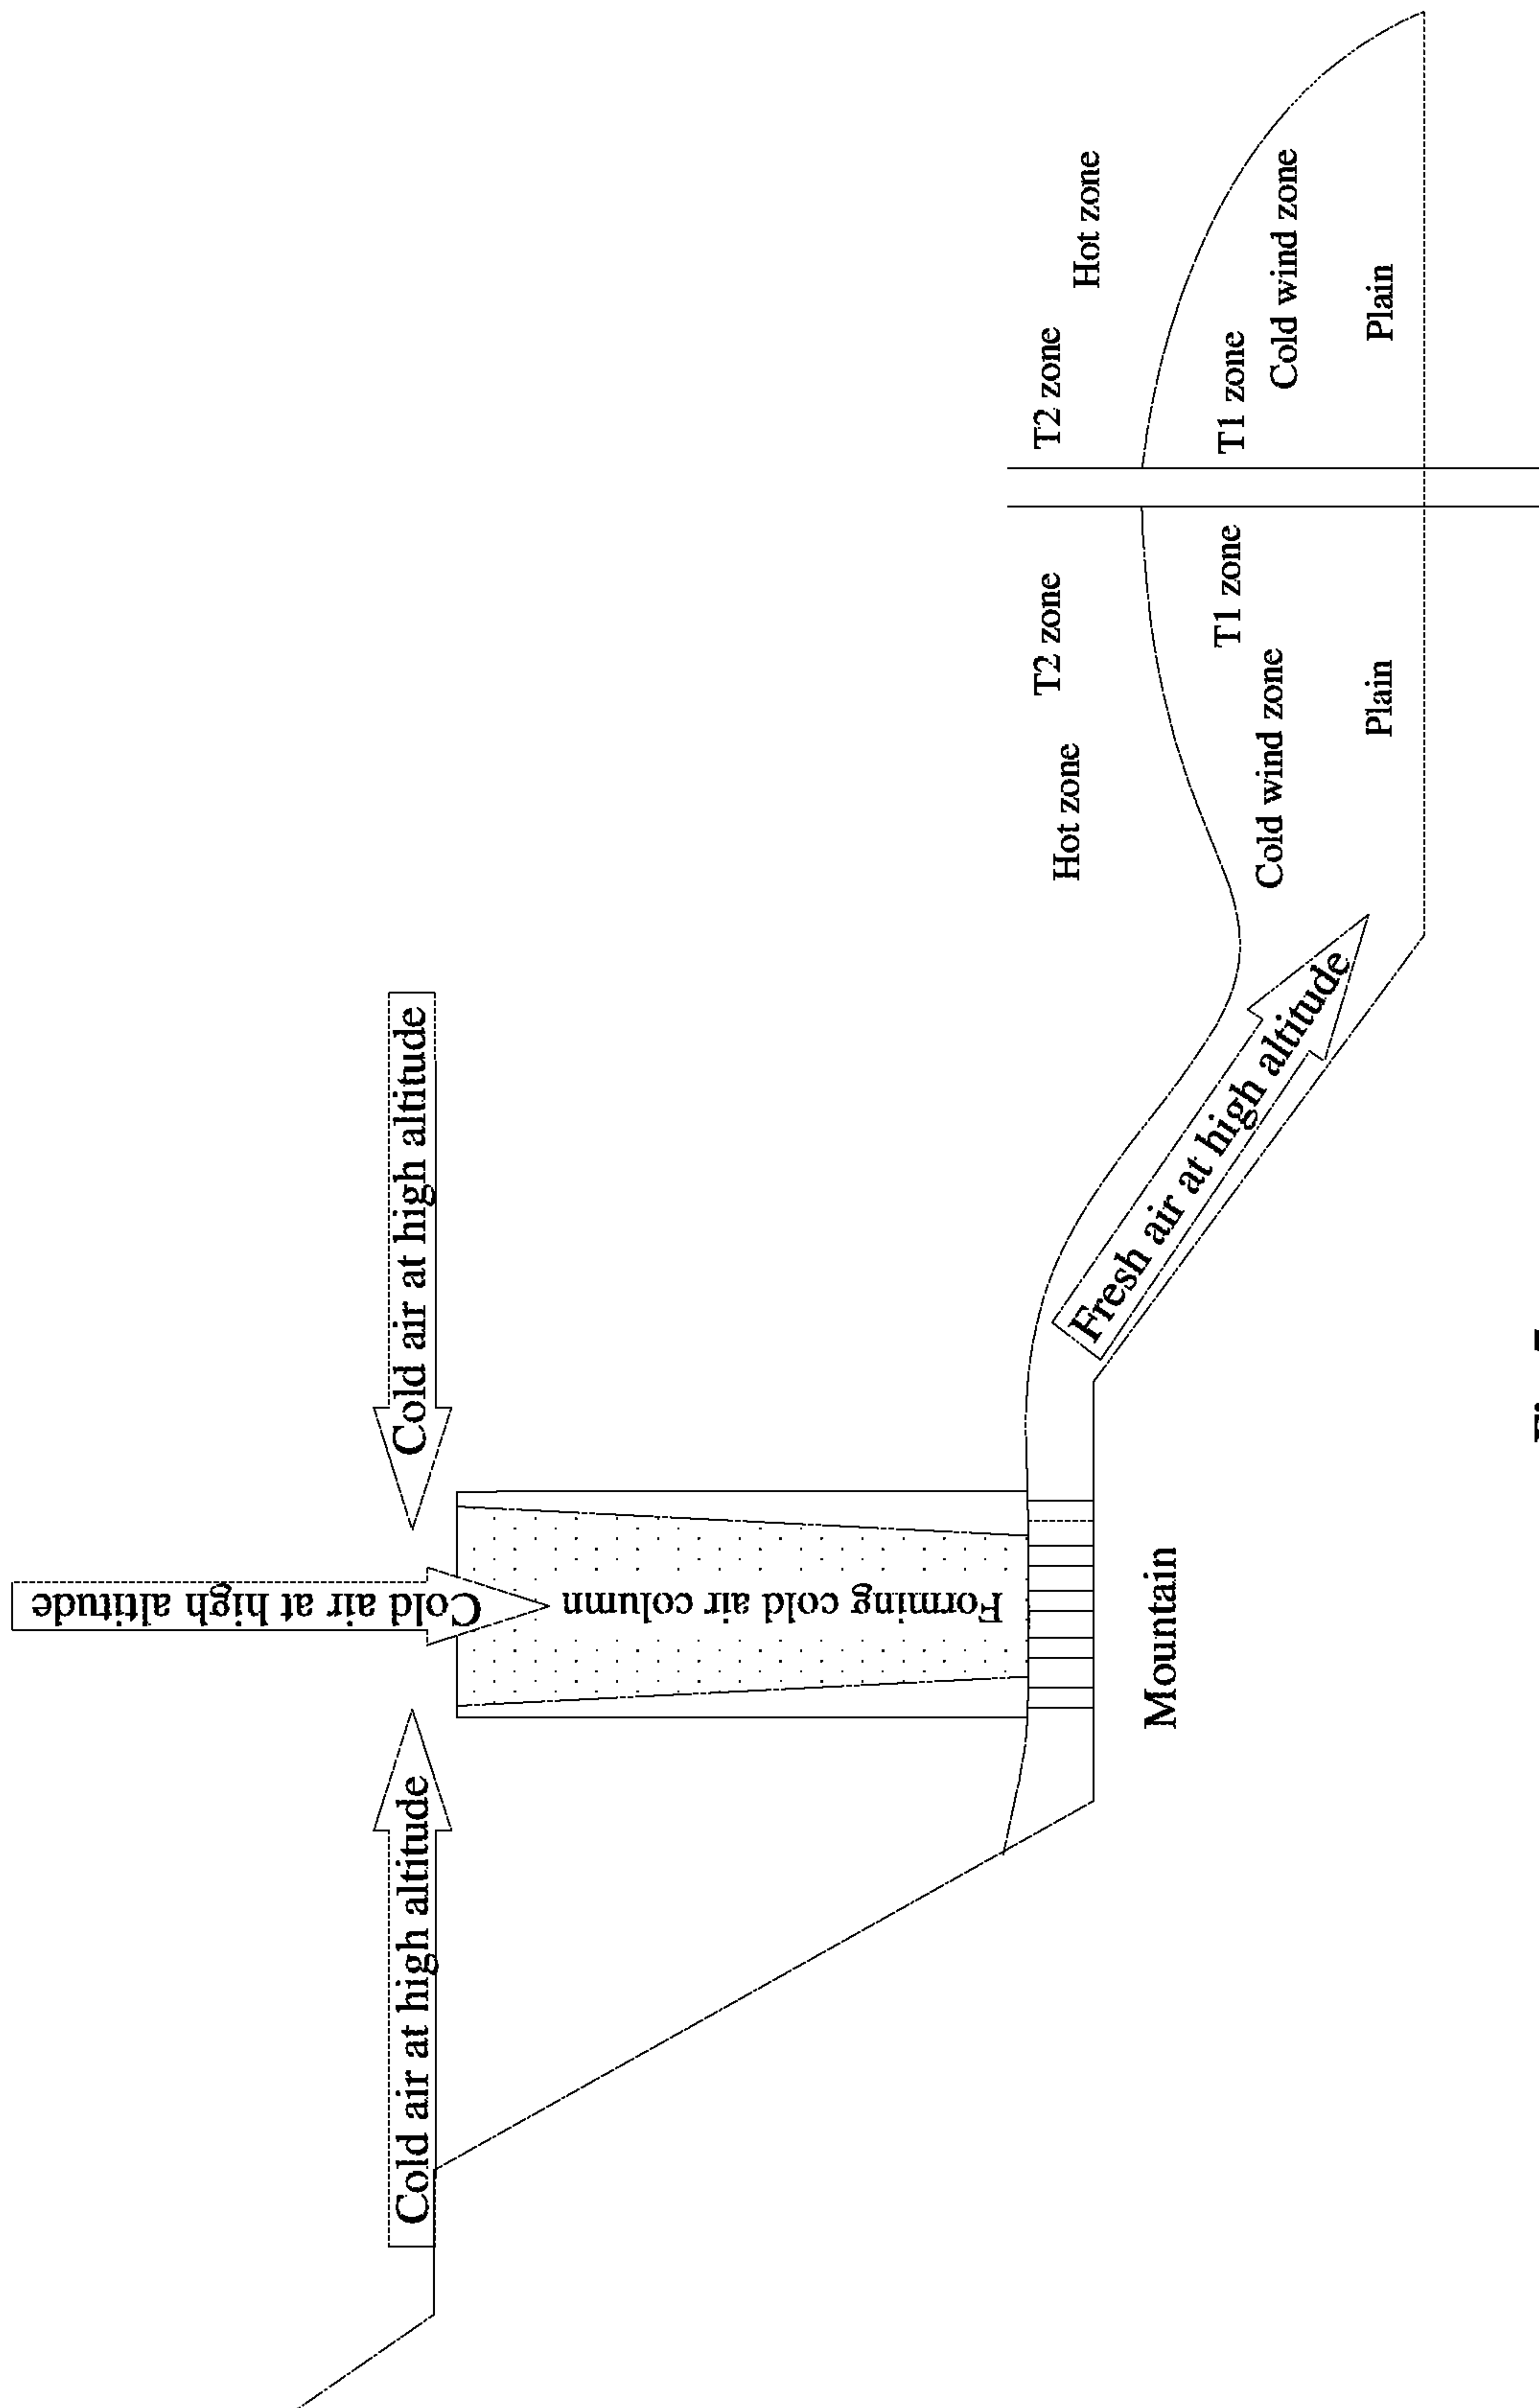 Cold air at high altitude
Cold air at high altitude
Cold air at high altitude
Forming cold air column
Mountain
Fresh air at high altitude
Hot zone
T2 zone
T1 zone
Cold wind zone
Plain
T2 zone
Hot zone
T1 zone
Cold wind zone
Plain